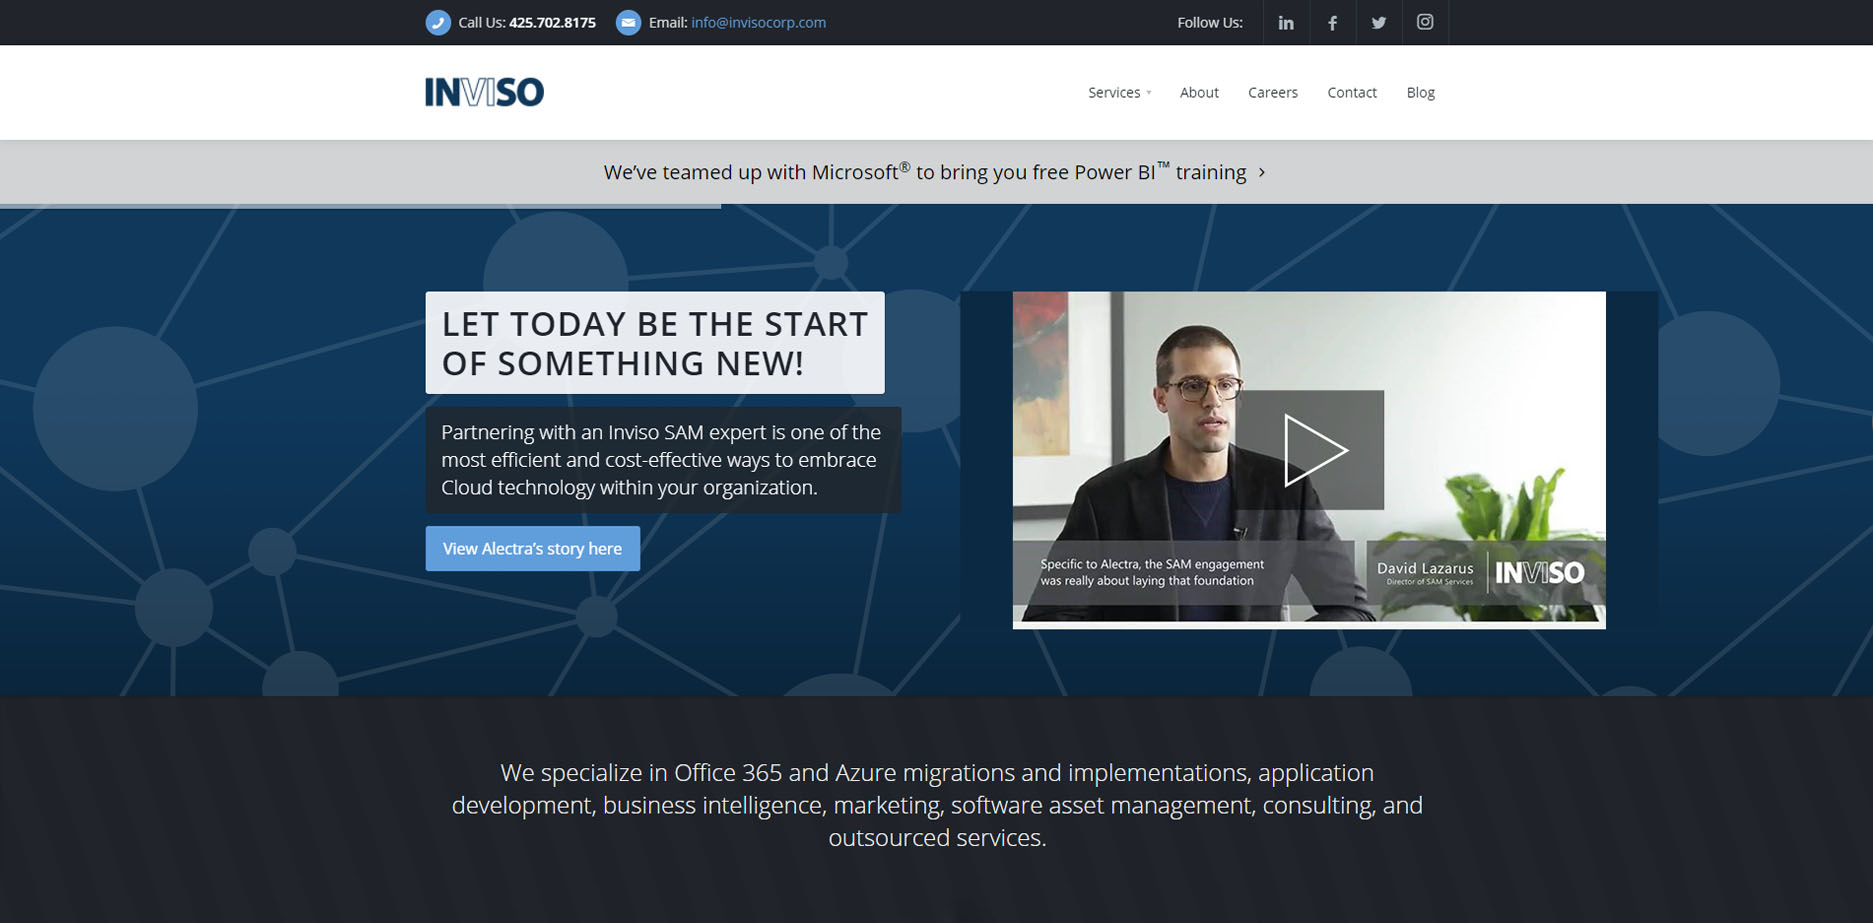 Call Us: 425.702.8175
Email: info@invisocorp.com
Follow Us:
INVISO
Services
About
Careers
Contact
Blog
We’ve teamed up with Microsoft® to bring you free Power BI™ training
LET TODAY BE THE START
OF SOMETHING NEW!
Partnering with an Inviso SAM expert is one of the
most efficient and cost-effective ways to embrace
Cloud technology within your organization.
View Alectra’s story here
Specific to Alectra, the SAM engagement
was really about laying that foundation
David Lazarus
Director of SAM Services
INVISO
We specialize in Office 365 and Azure migrations and implementations, application
development, business intelligence, marketing, software asset management, consulting, and
outsourced services.